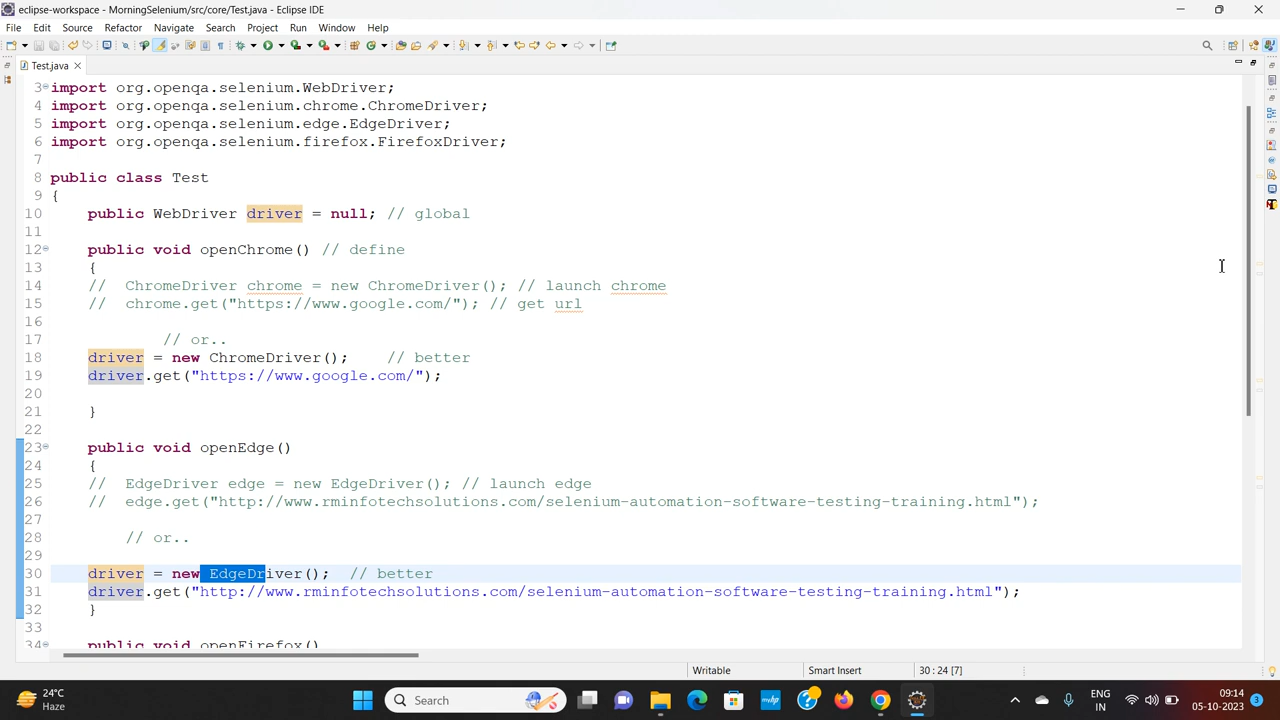 eclipse-workspace - MorningSelenium/src/core/Test.java - Eclipse IDE
File Edit Source Refactor Navigate Search Project Run Window Help
Test.java
3 import org.openqa.selenium.WebDriver;
4 import org.openqa.selenium.chrome.ChromeDriver;
5 import org.openqa.selenium.edge.EdgeDriver;
6 import org.openqa.selenium.firefox.FirefoxDriver;
7
8 public class Test
9 {
10 public WebDriver driver = null; // global
11
12 public void openChrome() // define
13 {
14 // ChromeDriver chrome = new ChromeDriver(); // launch chrome
15 // chrome.get("https://www.google.com/"); // get url
16
17 // or..
18 driver = new ChromeDriver(); // better
19 driver.get("https://www.google.com/");
20
21 }
22
23 public void openEdge()
24 {
25 // EdgeDriver edge = new EdgeDriver(); // launch edge
26 // edge.get("http://www.rminfotechsolutions.com/selenium-automation-software-testing-training.html");
27
28 // or..
29
30 driver = new EdgeDriver(); // better
31 driver.get("http://www.rminfotechsolutions.com/selenium-automation-software-testing-training.html");
32 }
33
34 public void openFirefox()
Writable Smart Insert 30 : 24 [7]
24°C
Haze
Search
ENG
IN
09:14
05-10-2023
3